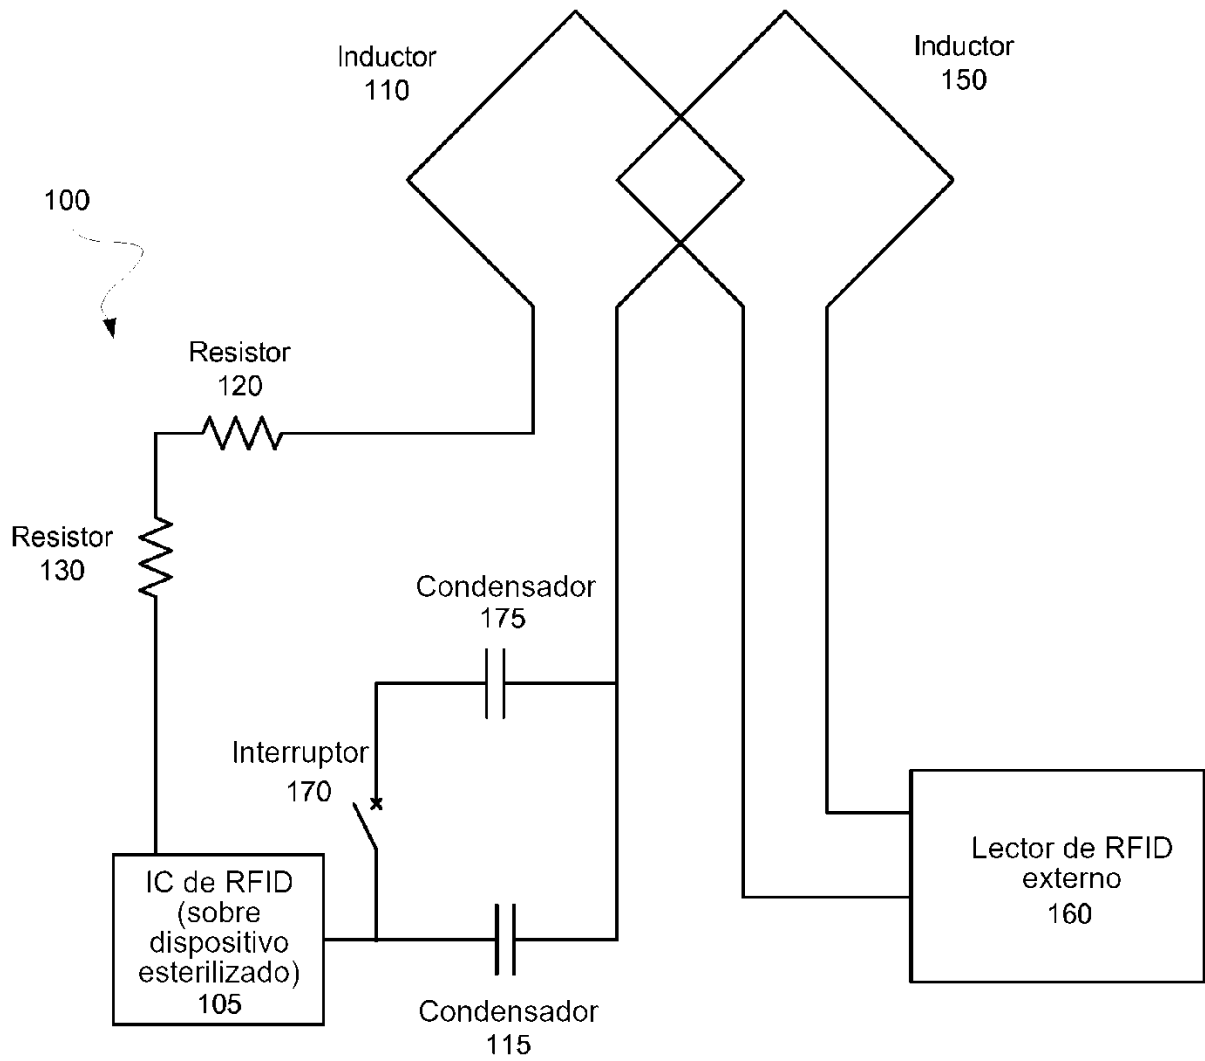 Inductor
110
Inductor
150
100
Resistor
120
Resistor
130
Condensador
175
Interruptor
170
IC de RFID
(sobre
dispositivo
esterilizado)
105
Lector de RFID
externo
160
Condensador
115